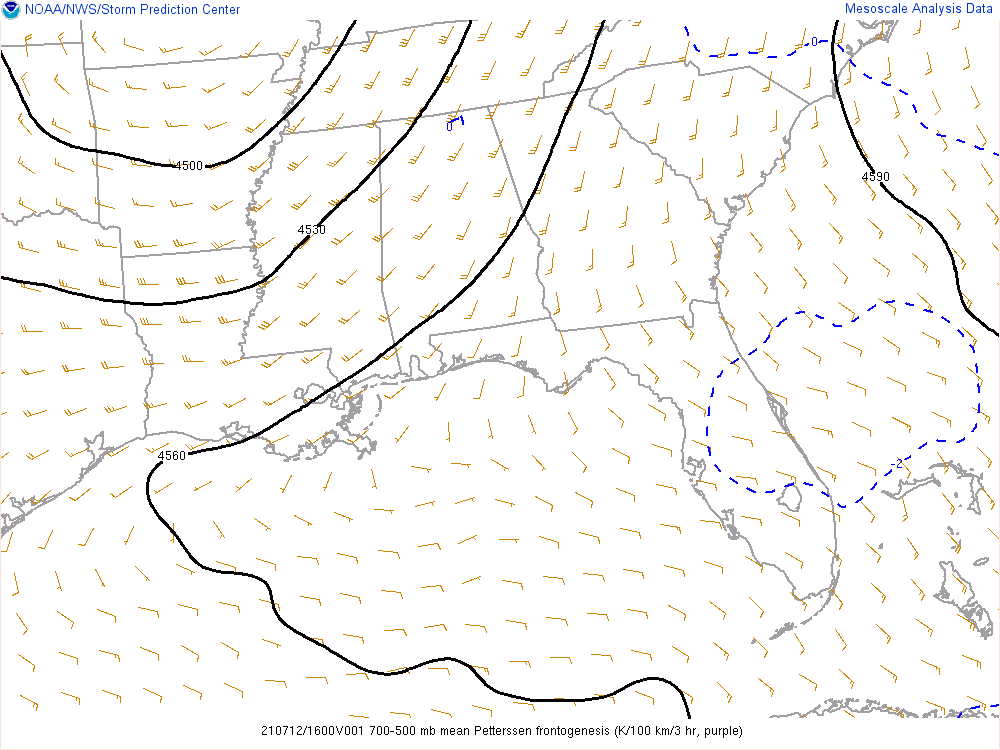 NOAA/NWS/Storm Prediction Center
Mesoscale Analysis Data
0
0
4500
4590
4530
4560
-2
210712/1600V001 700-500 mb mean Petterssen frontogenesis (K/100 km/3 hr, purple)